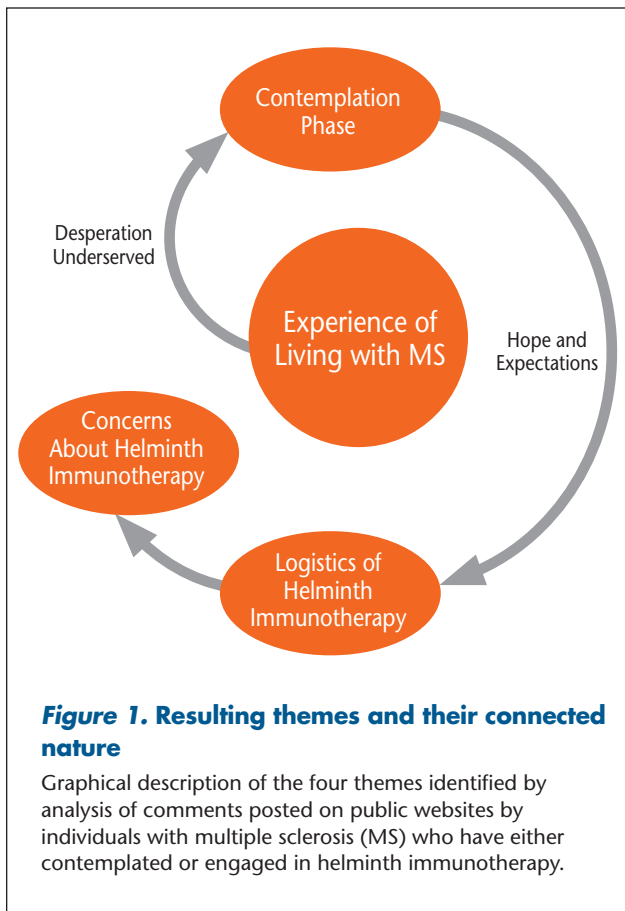 Contemplation
Phase
Desperation
Underserved
Experience of
Living with MS
Hope and
Expectations
Concerns
About Helminth
Immunotherapy
Logistics of
Helminth
Immunotherapy
Figure 1. Resulting themes and their connected
nature
Graphical description of the four themes identified by
analysis of comments posted on public websites by
individuals with multiple sclerosis (MS) who have either
contemplated or engaged in helminth immunotherapy.